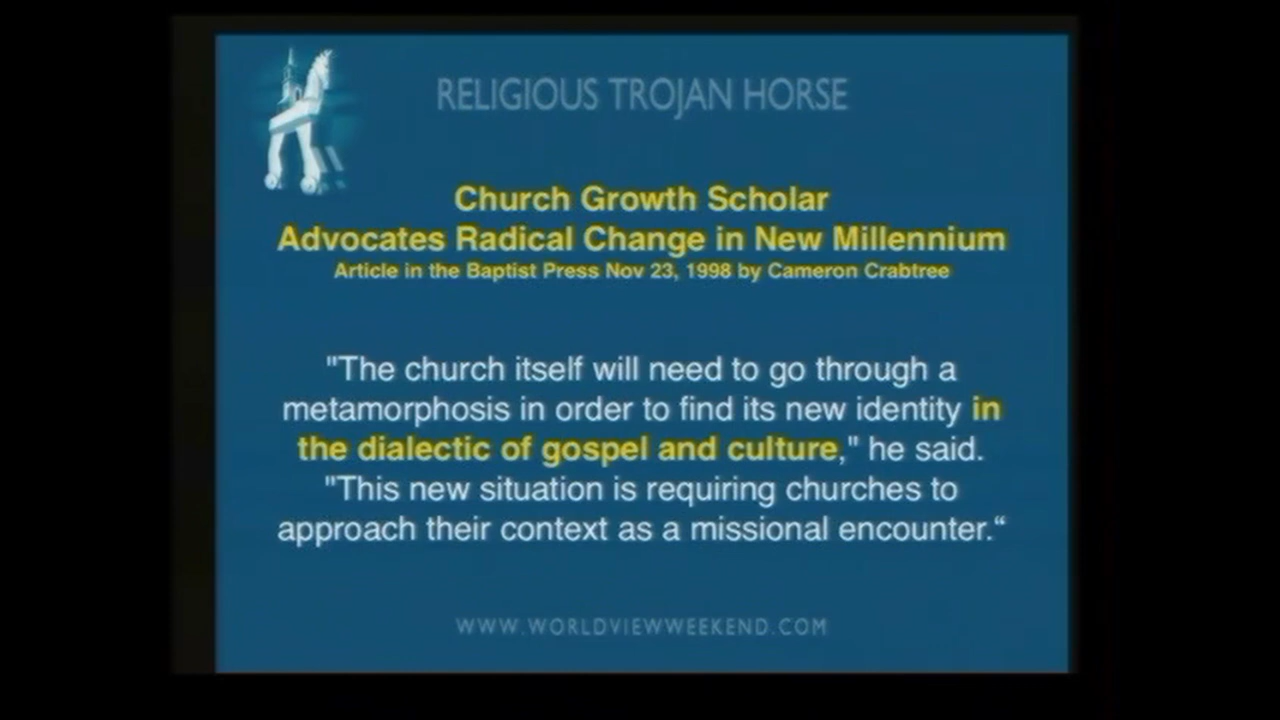 RELIGIOUS TROJAN HORSE
Church Growth Scholar
Advocates Radical Change in New Millennium
Article in the Baptist Press Nov 23, 1998 by Cameron Crabtree
"The church itself will need to go through a
metamorphosis in order to find its new identity in
the dialectic of gospel and culture," he said.
"This new situation is requiring churches to
approach their context as a missional encounter.“
WWW.WORLDVIEWWEEKEND.COM